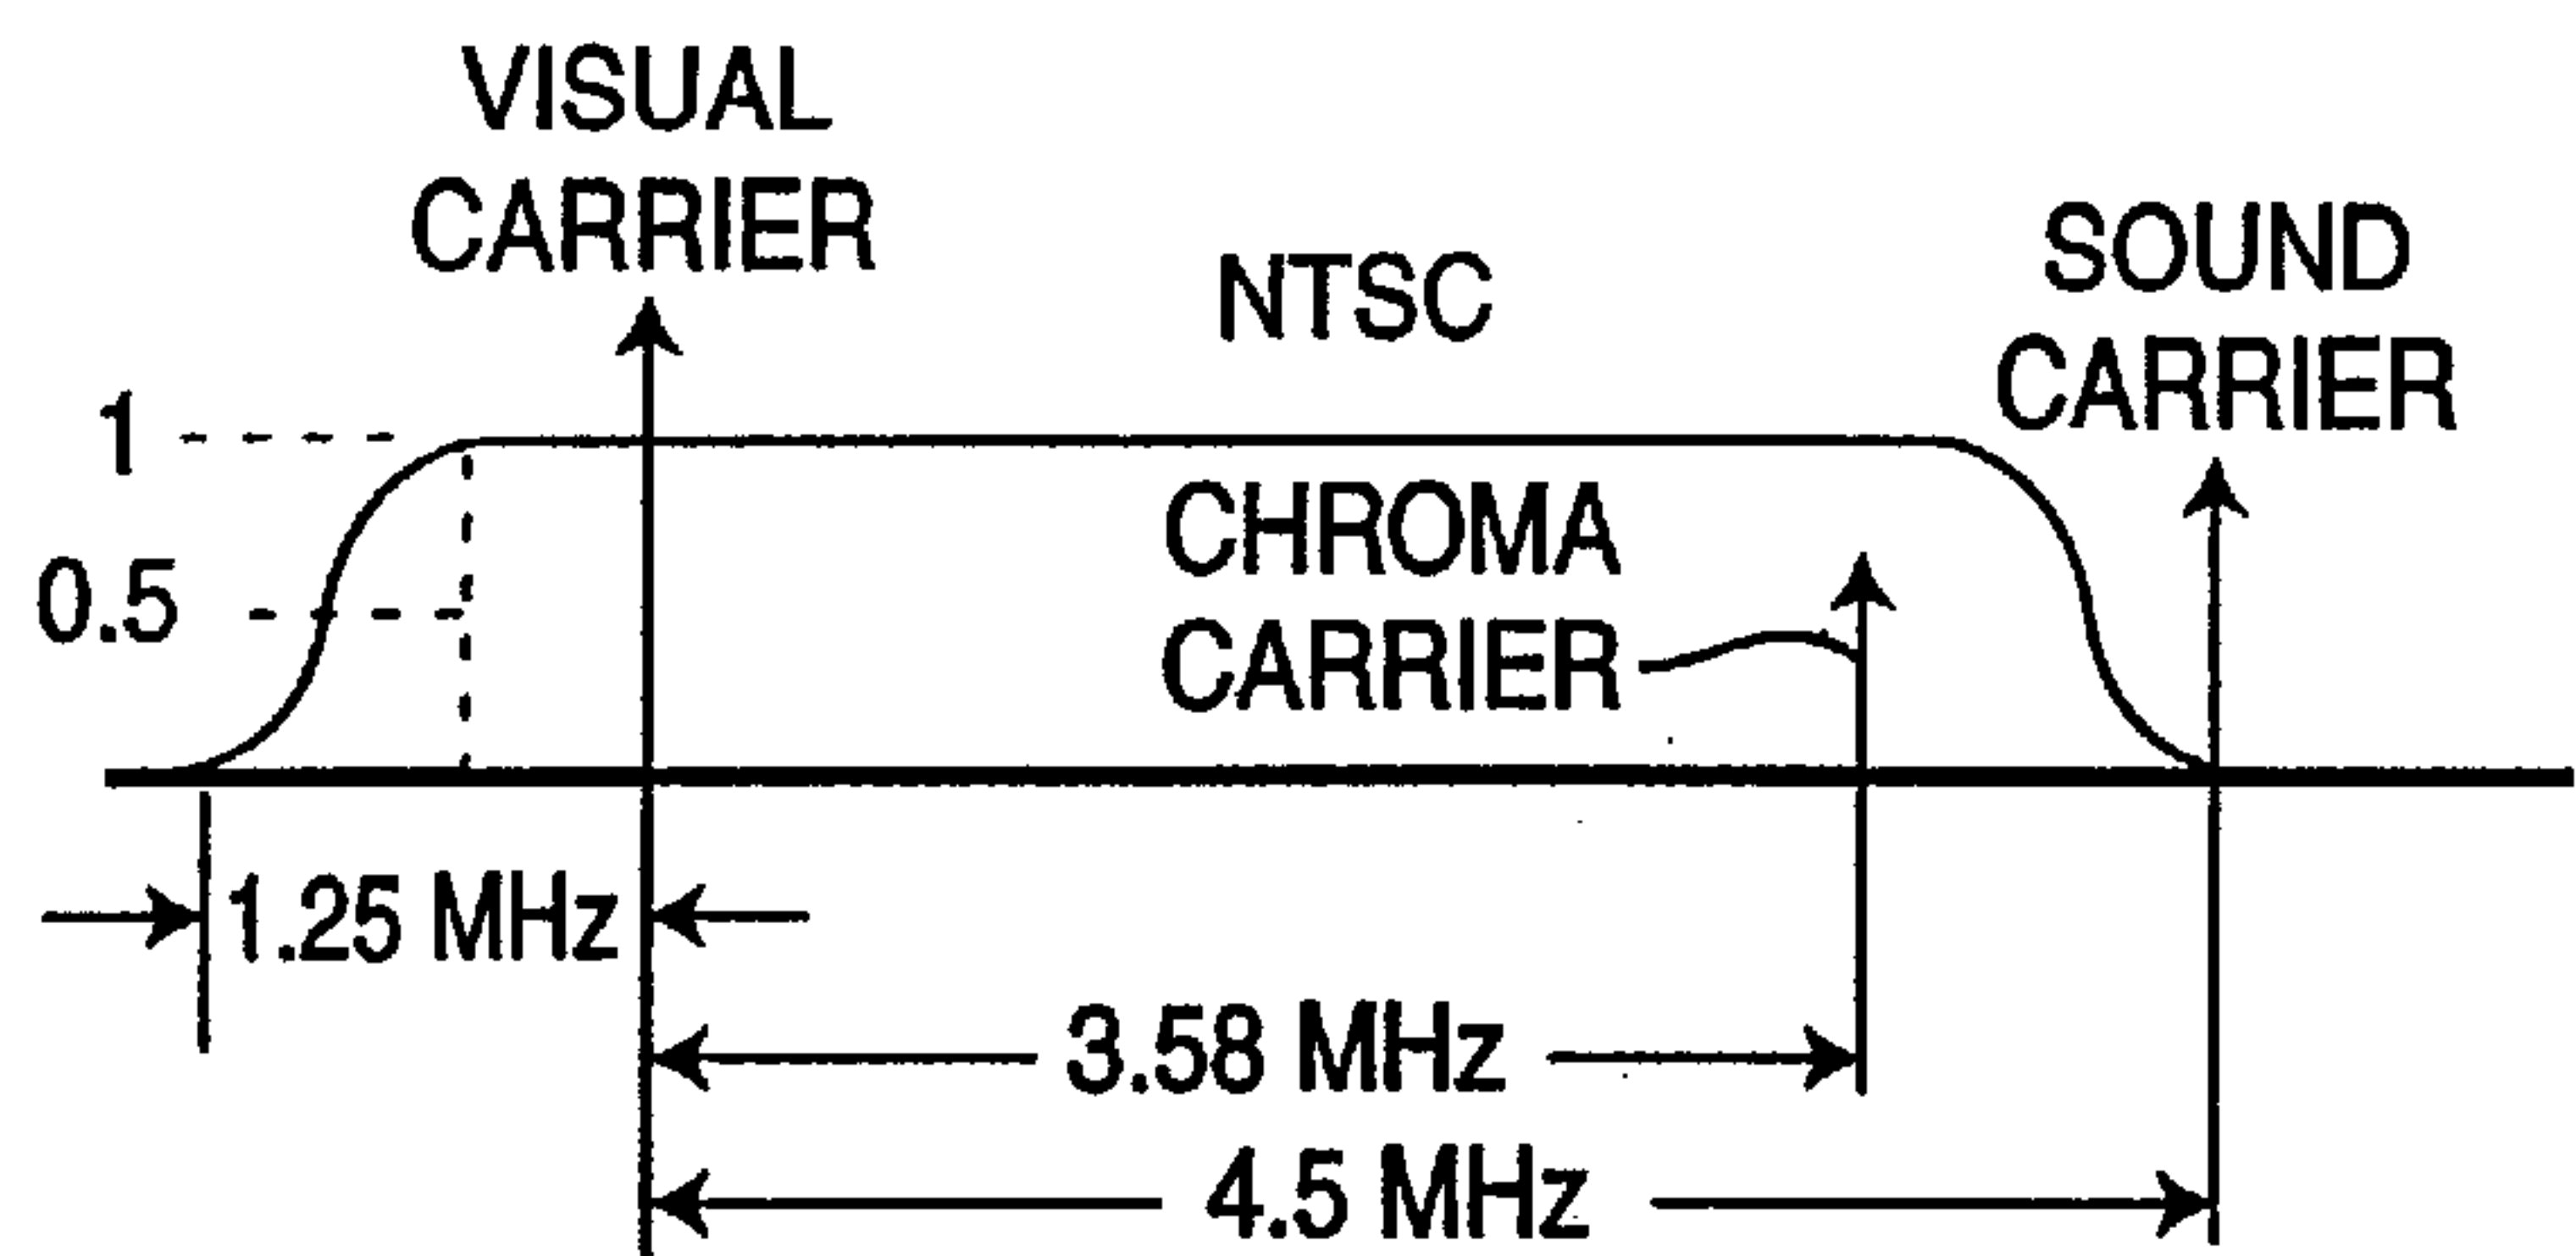 VISUAL
CARRIER
NTSC
SOUND
CARRIER
1
CHROMA
CARRIER
0.5
1.25 MHz
3.58 MHz
4.5 MHz